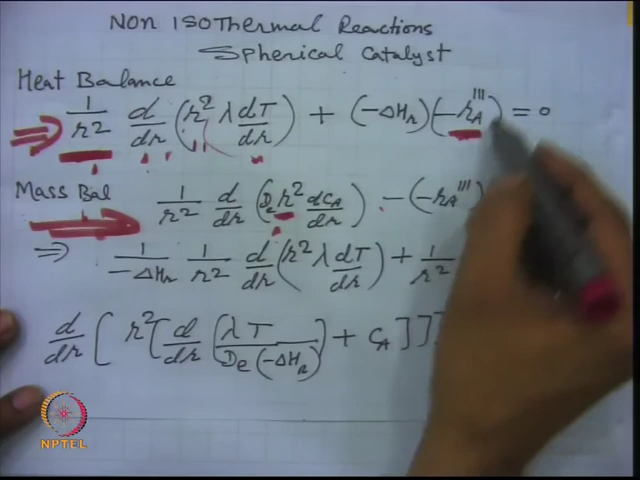 NON ISOThermal Reactions
Spherical Catalyst
Heat Balance
⇒ 1/r² d/dr (r² λ dT/dr) + (-ΔHr)(-rA''') = 0
Mass Bal 1/r² d/dr (De r² dCA/dr) - (-rA''')
⇒ 1/-ΔHr 1/r² d/dr (r² λ dT/dr) + 1/r²
d/dr [ r² [ d/dr [ λT/De(-ΔHr) + CA ] ] ]
NPTEL